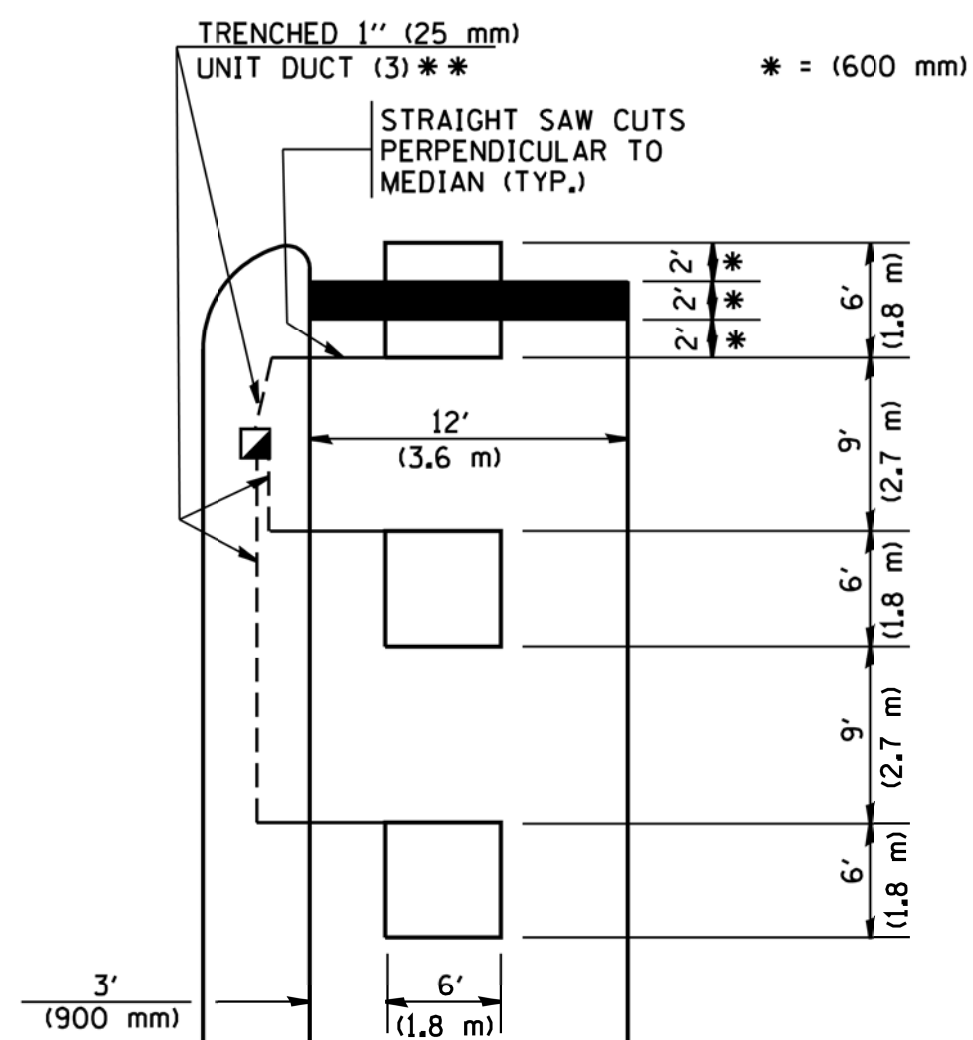 TRENCHED 1″ (25 mm)
UNIT DUCT (3)**
* = (600 mm)
STRAIGHT SAW CUTS
PERPENDICULAR TO
MEDIAN (TYP.)
2′ *
2′ *
2′ *
6′
(1.8 m)
12′
(3.6 m)
9′
(2.7 m)
6′
(1.8 m)
9′
(2.7 m)
6′
(1.8 m)
3′
(900 mm)
6′
(1.8 m)